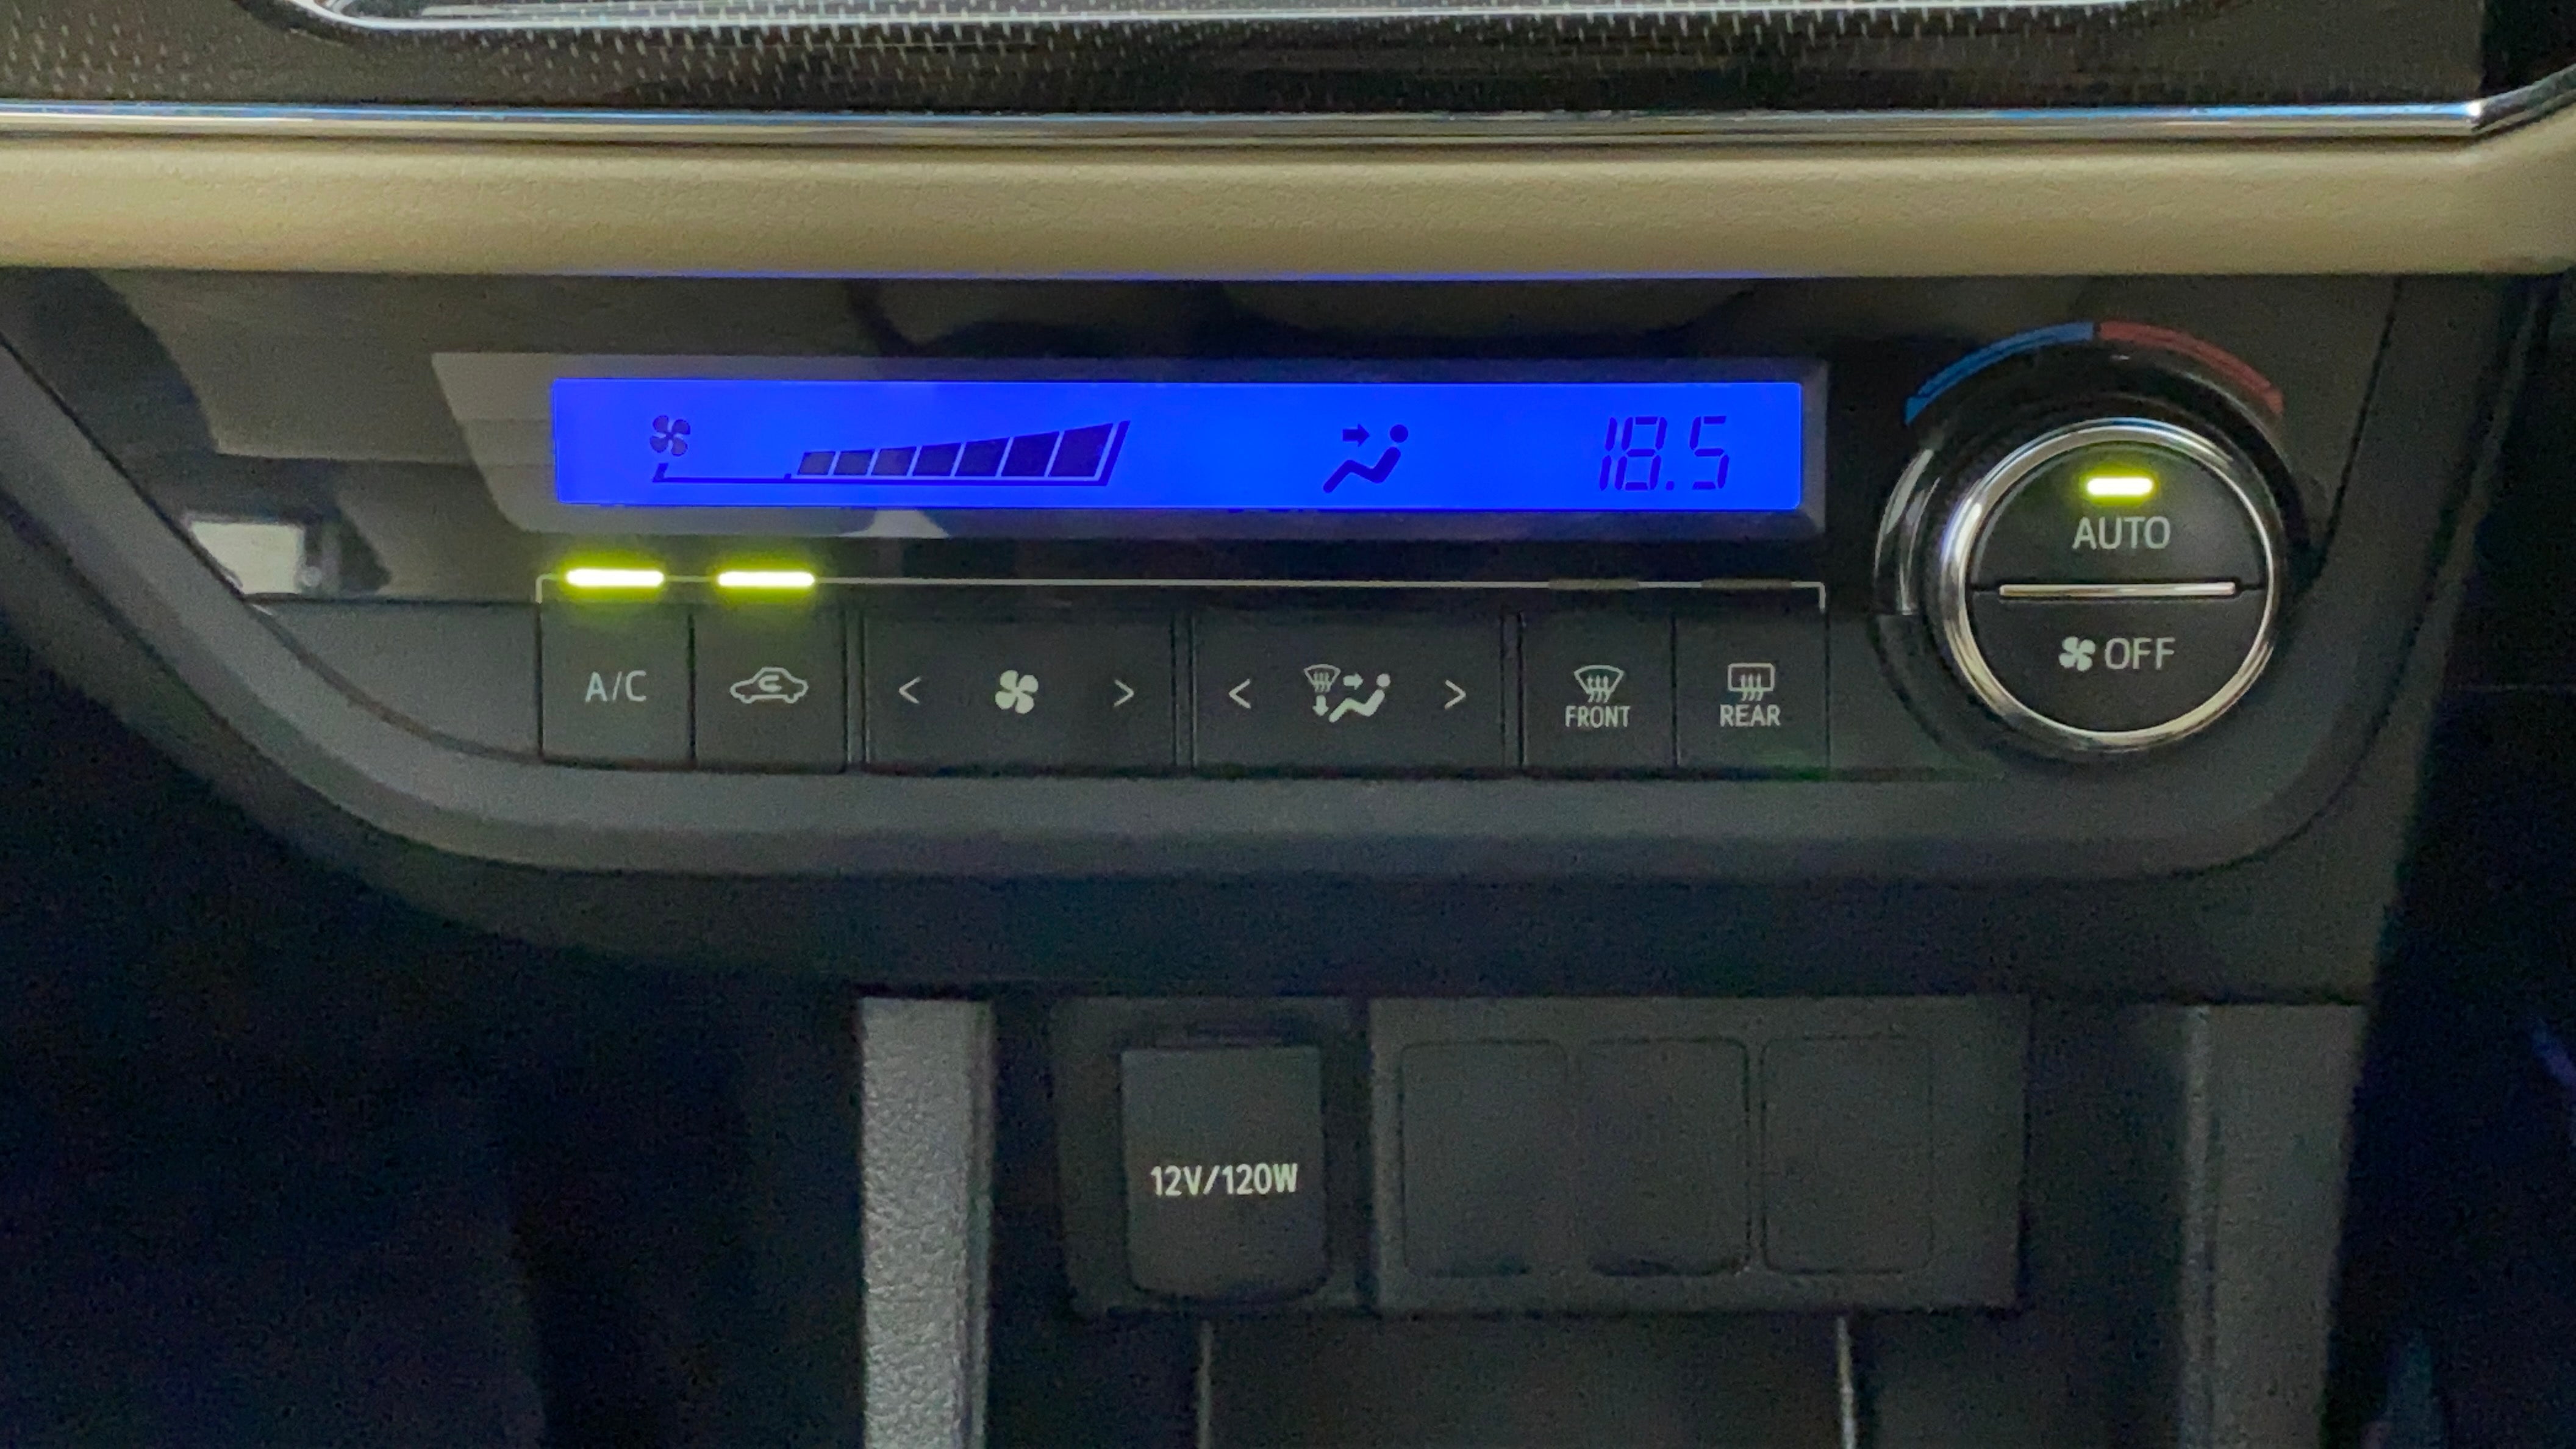 18.5
AUTO
OFF
A/C
< >
< >
FRONT
REAR
12V/120W